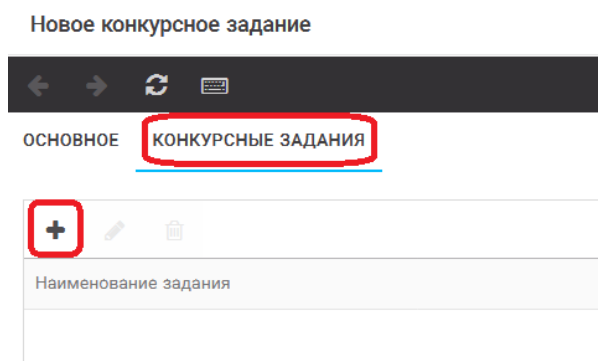 Новое конкурсное задание
ОСНОВНОЕ КОНКУРСНЫЕ ЗАДАНИЯ
Наименование задания